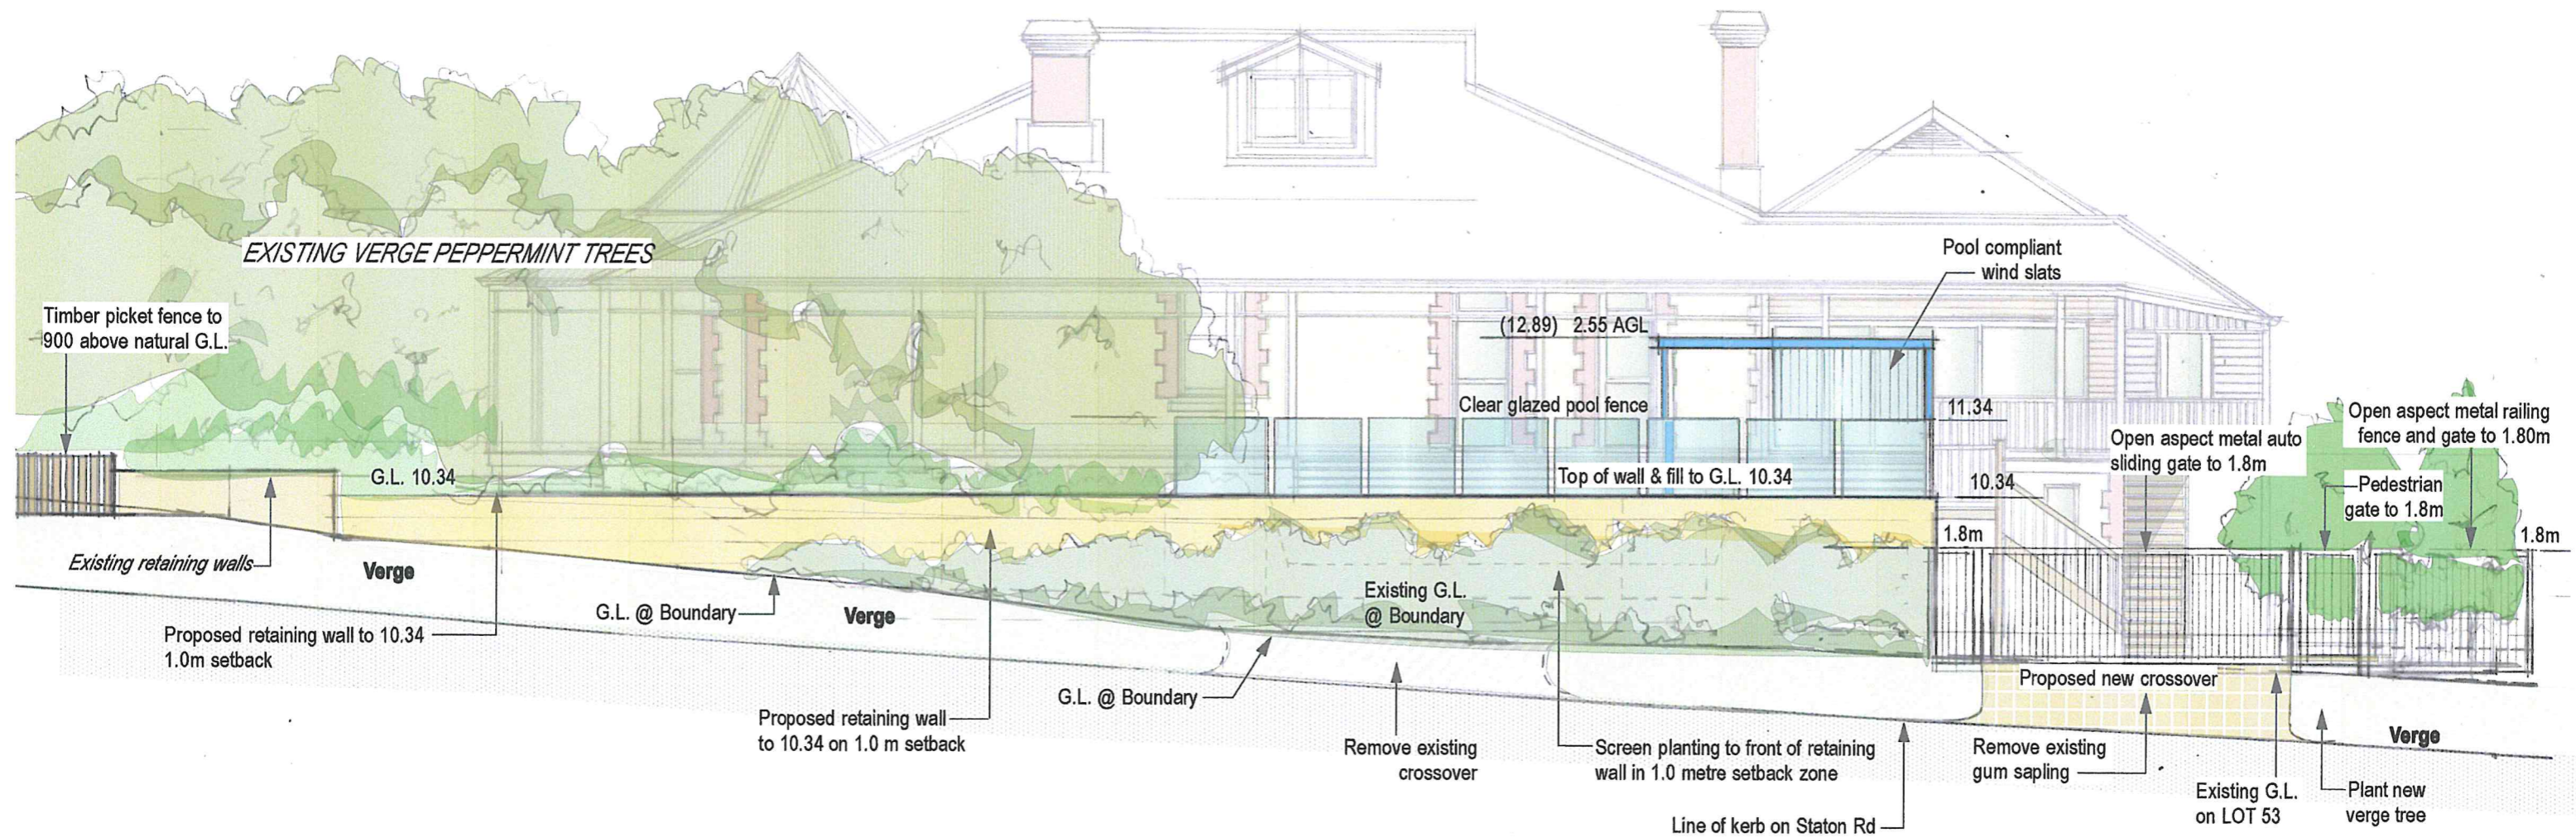 EXISTING VERGE PEPPERMINT TREES
Timber picket fence to
900 above natural G.L.
Pool compliant
wind slats
(12.89) 2.55 AGL
Clear glazed pool fence
11.34
Open aspect metal railing
fence and gate to 1.80m
Open aspect metal auto
sliding gate to 1.8m
G.L. 10.34
Top of wall & fill to G.L. 10.34
10.34
Pedestrian
gate to 1.8m
1.8m
1.8m
Existing retaining walls
Verge
G.L. @ Boundary
Verge
Existing G.L.
@ Boundary
Proposed retaining wall to 10.34
1.0m setback
G.L. @ Boundary
Proposed new crossover
Proposed retaining wall
to 10.34 on 1.0 m setback
Remove existing
crossover
Screen planting to front of retaining
wall in 1.0 metre setback zone
Remove existing
gum sapling
Verge
Existing G.L.
on LOT 53
Plant new
verge tree
Line of kerb on Staton Rd